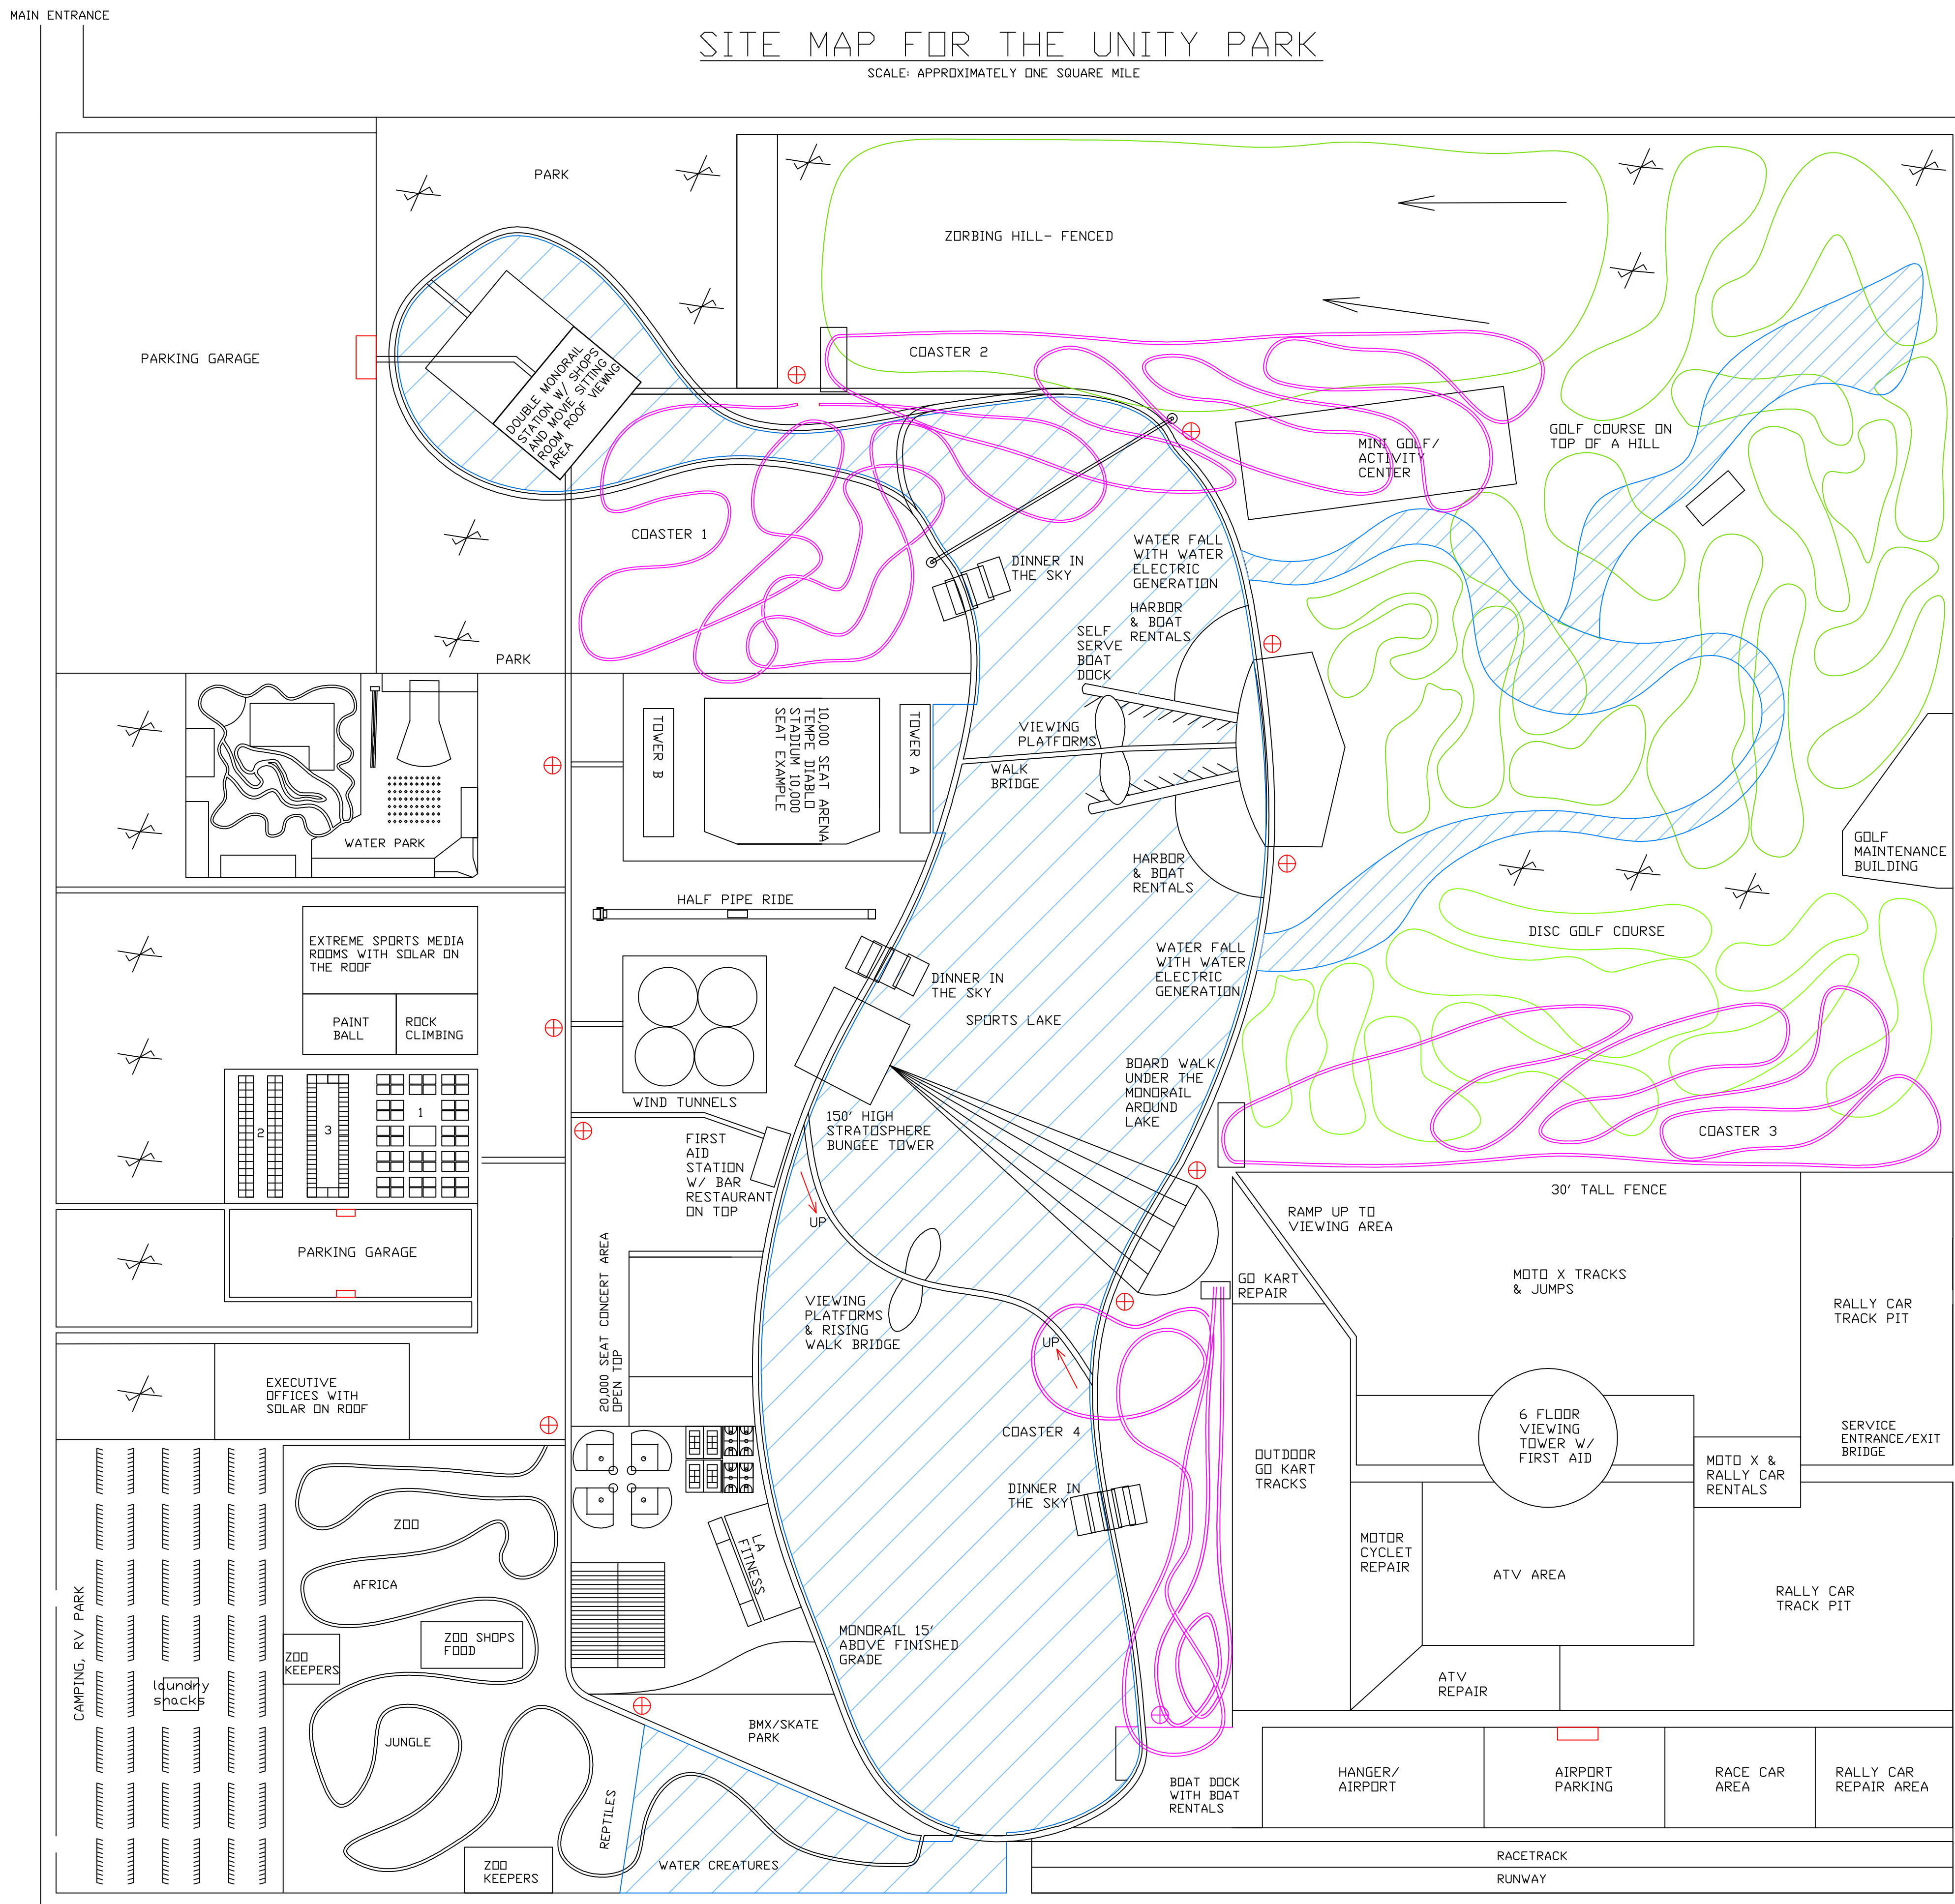 MAIN ENTRANCE
SITE MAP FOR THE UNITY PARK
SCALE: APPROXIMATELY ONE SQUARE MILE
PARK
ZORBING HILL- FENCED
PARKING GARAGE
DOUBLE MONORAIL
STATION W/ SHOPS
AND MOVIE SITTING
ROOM ROOF VIEWNG
AREA
COASTER 2
MINI GOLF/
ACTIVITY
CENTER
GOLF COURSE ON
TOP OF A HILL
COASTER 1
DINNER IN
THE SKY
WATER FALL
WITH WATER
ELECTRIC
GENERATION
HARBOR
& BOAT
RENTALS
SELF
SERVE
BOAT
DOCK
PARK
TOWER B
10,000 SEAT ARENA
TEMPE DIABLO
STADIUM 10,000
SEAT EXAMPLE
TOWER A
VIEWING
PLATFORMS
WALK
BRIDGE
WATER PARK
HARBOR
& BOAT
RENTALS
GOLF
MAINTENANCE
BUILDING
HALF PIPE RIDE
DISC GOLF COURSE
EXTREME SPORTS MEDIA
ROOMS WITH SOLAR ON
THE ROOF
PAINT
BALL
ROCK
CLIMBING
DINNER IN
THE SKY
WATER FALL
WITH WATER
ELECTRIC
GENERATION
SPORTS LAKE
WIND TUNNELS
BOARD WALK
UNDER THE
MONORAIL
AROUND
LAKE
2
3
1
150' HIGH
STRATOSPHERE
BUNGEE TOWER
FIRST
AID
STATION
W/ BAR
RESTAURANT
ON TOP
COASTER 3
UP
30' TALL FENCE
RAMP UP TO
VIEWING AREA
PARKING GARAGE
20,000 SEAT CONCERT AREA
OPEN TOP
GO KART
REPAIR
MOTO X TRACKS
& JUMPS
RALLY CAR
TRACK PIT
VIEWING
PLATFORMS
& RISING
WALK BRIDGE
UP
EXECUTIVE
OFFICES WITH
SOLAR ON ROOF
COASTER 4
6 FLOOR
VIEWING
TOWER W/
FIRST AID
SERVICE
ENTRANCE/EXIT
BRIDGE
OUTDOOR
GO KART
TRACKS
MOTO X &
RALLY CAR
RENTALS
DINNER IN
THE SKY
ZOO
LA
FITNESS
MOTOR
CYCLET
REPAIR
ATV AREA
AFRICA
RALLY CAR
TRACK PIT
CAMPING, RV PARK
ZOO SHOPS
FOOD
ZOO
KEEPERS
MONORAIL 15'
ABOVE FINISHED
GRADE
laundry
shacks
ATV
REPAIR
BMX/SKATE
PARK
JUNGLE
BOAT DOCK
WITH BOAT
RENTALS
HANGER/
AIRPORT
AIRPORT
PARKING
RACE CAR
AREA
RALLY CAR
REPAIR AREA
REPTILES
ZOO
KEEPERS
WATER CREATURES
RACETRACK
RUNWAY